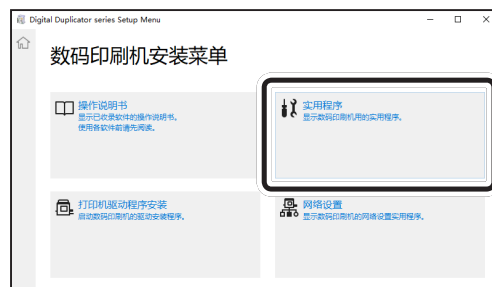 Digital Duplicator series Setup Menu
数码印刷机安装菜单
操作说明书
显示已收录软件的操作说明书。
使用各软件前请先阅读。
实用程序
显示数码印刷机用的实用程序。
打印机驱动程序安装
启动数码印刷机的驱动安装程序。
网络设置
显示数码印刷机的网络设置实用程序。